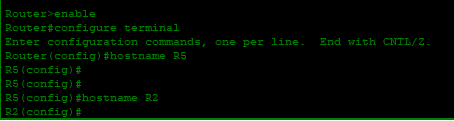 Router>enable
Router#configure terminal
Enter configuration commands, one per line.  End with CNTL/Z.
Router(config)#hostname R5
R5(config)#
R5(config)#
R5(config)#hostname R2
R2(config)#